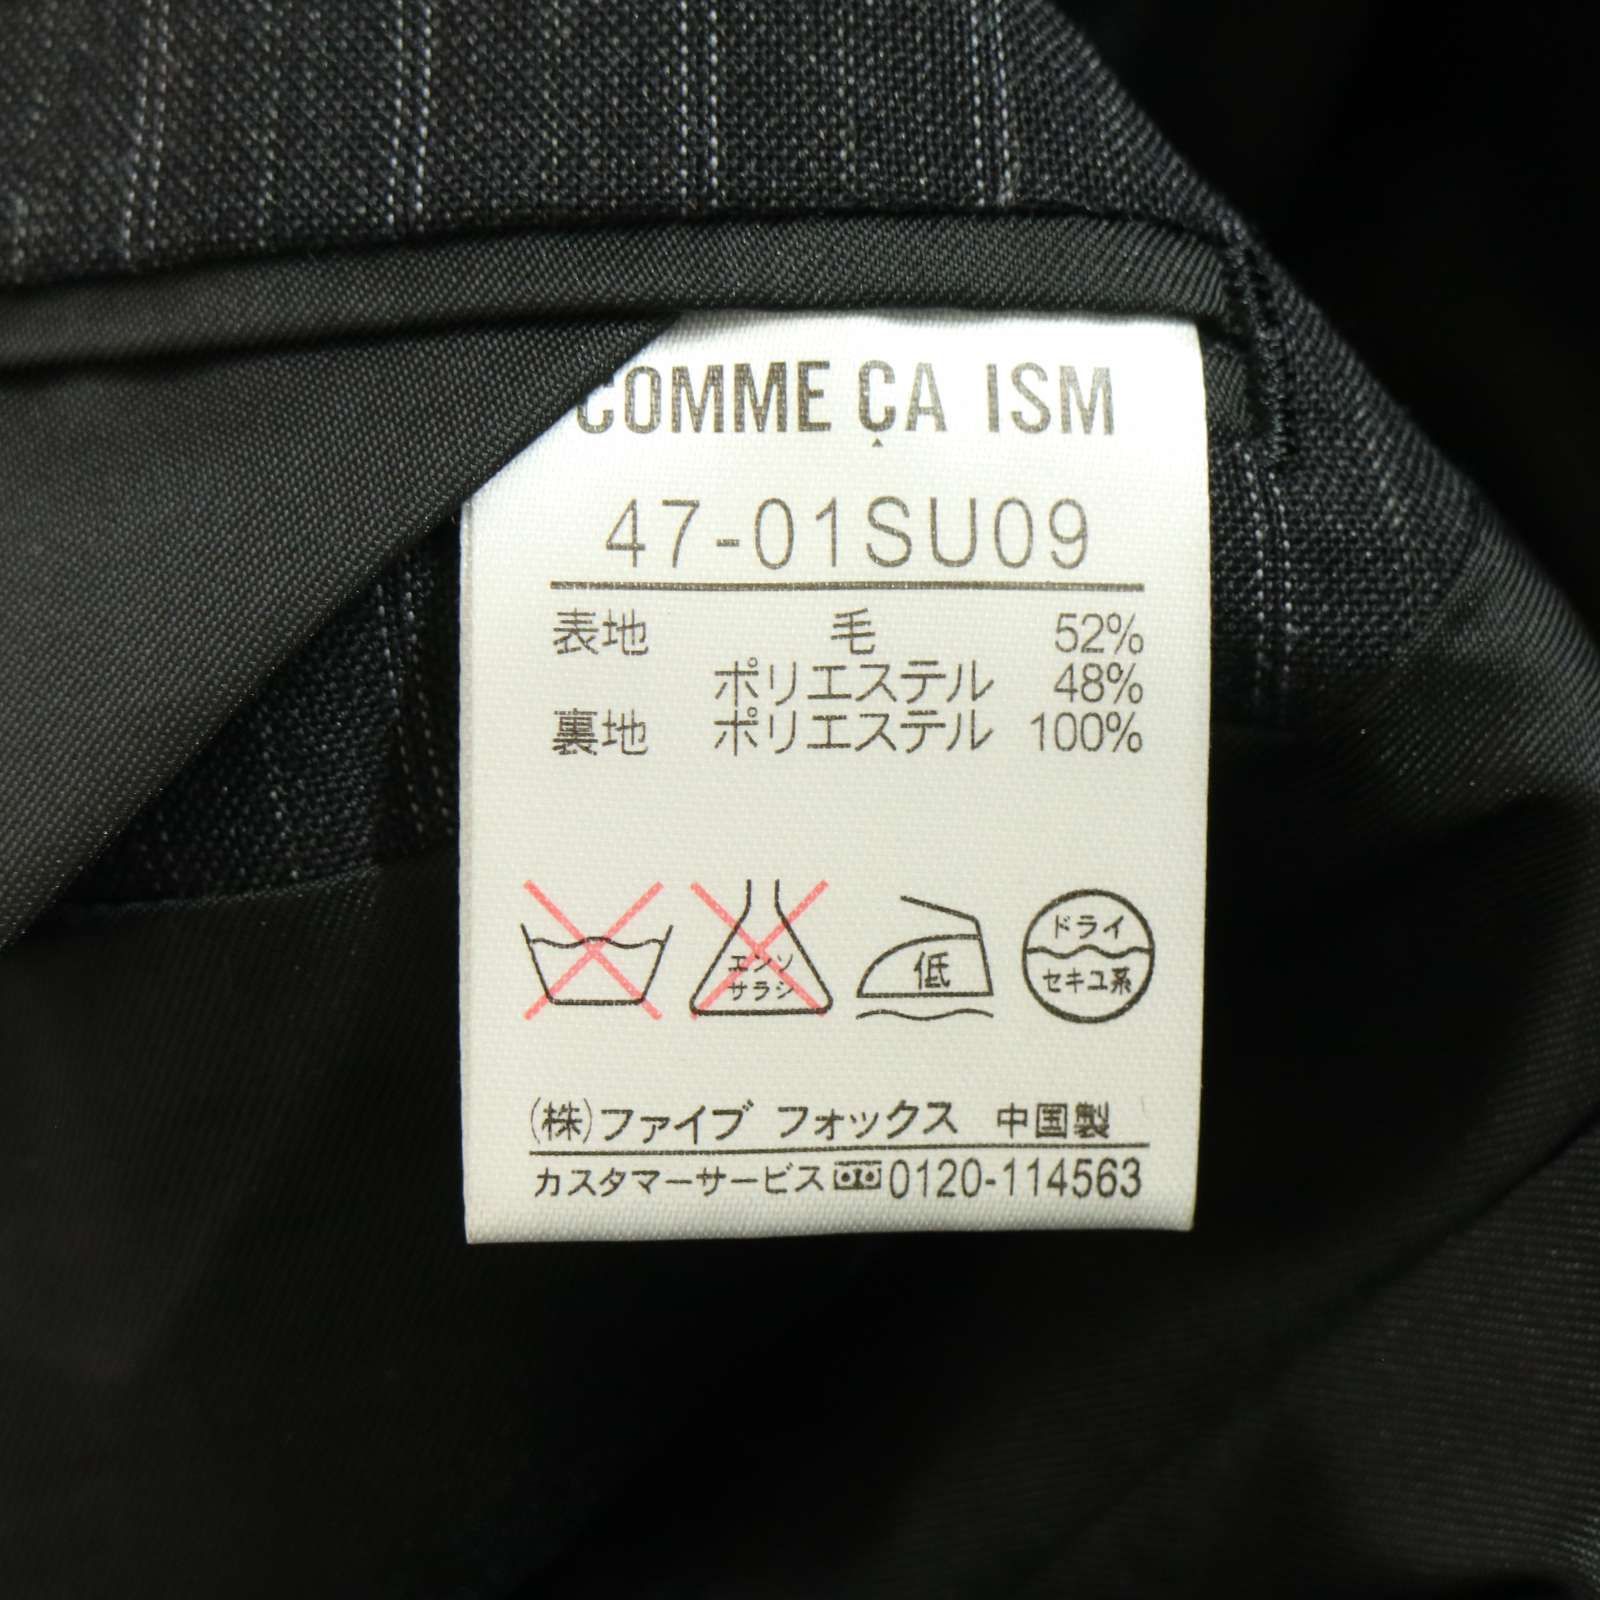 COMME ÇA ISM
47-01SU09
表地 毛 52%
ポリエステル 48%
裏地 ポリエステル 100%
エンソ
サラシ
低
ドライ
セキユ系
(株)ファイブ フォックス 中国製
カスタマーサービス 0120-114563